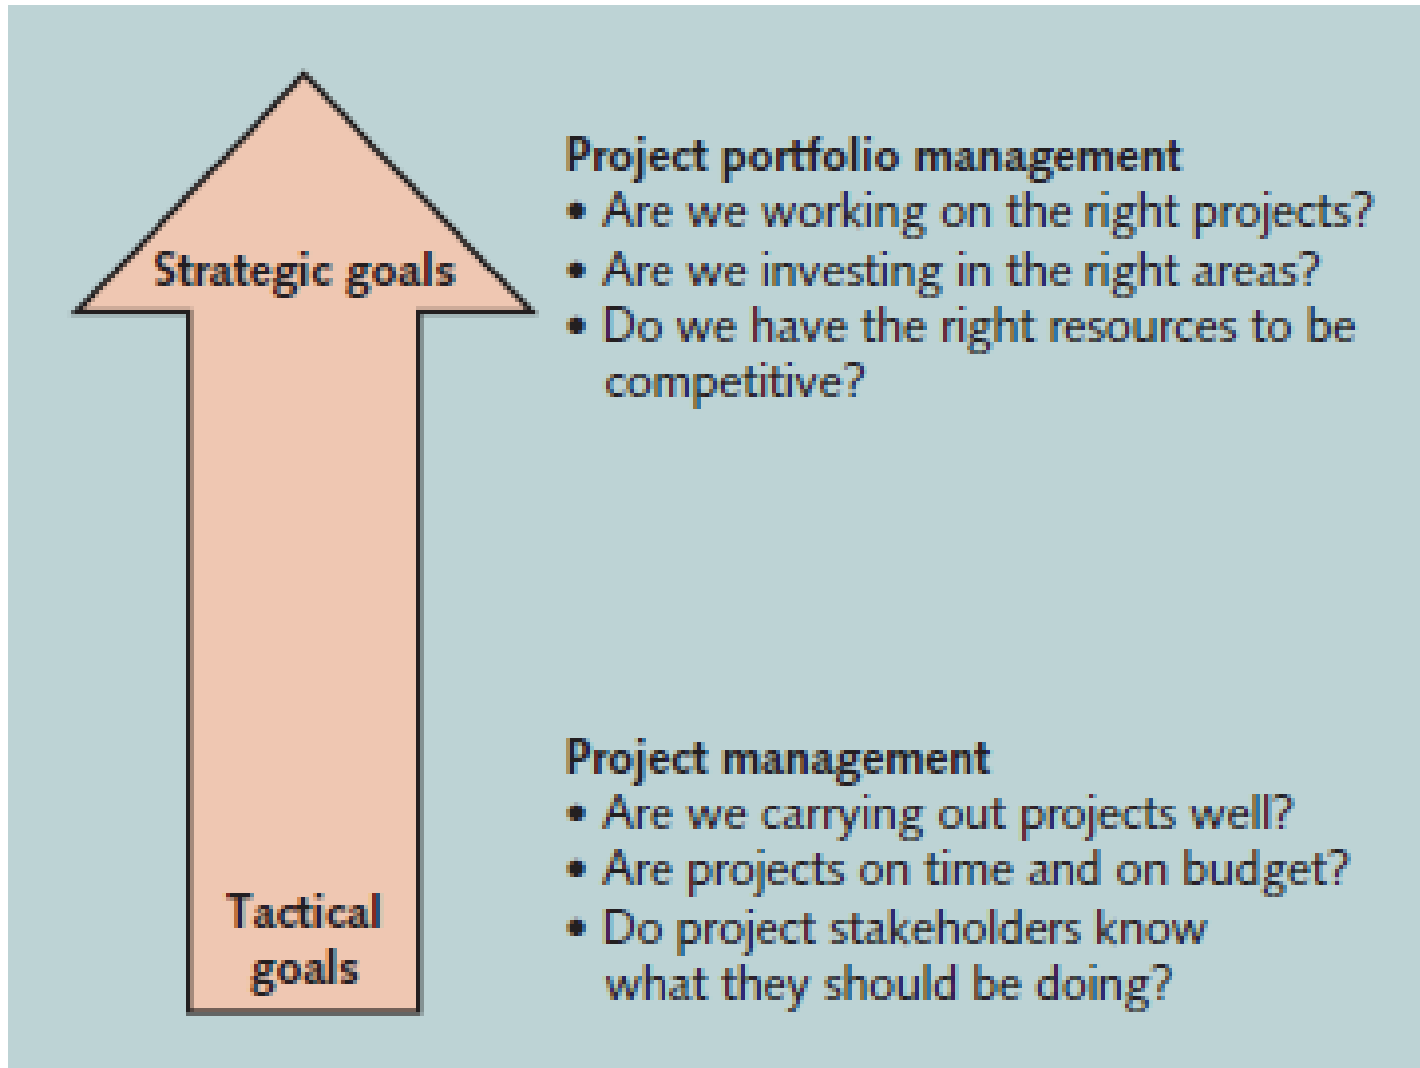 Strategic goals
Project portfolio management
• Are we working on the right projects?
• Are we investing in the right areas?
• Do we have the right resources to be
competitive?
Tactical
goals
Project management
• Are we carrying out projects well?
• Are projects on time and on budget?
• Do project stakeholders know
what they should be doing?